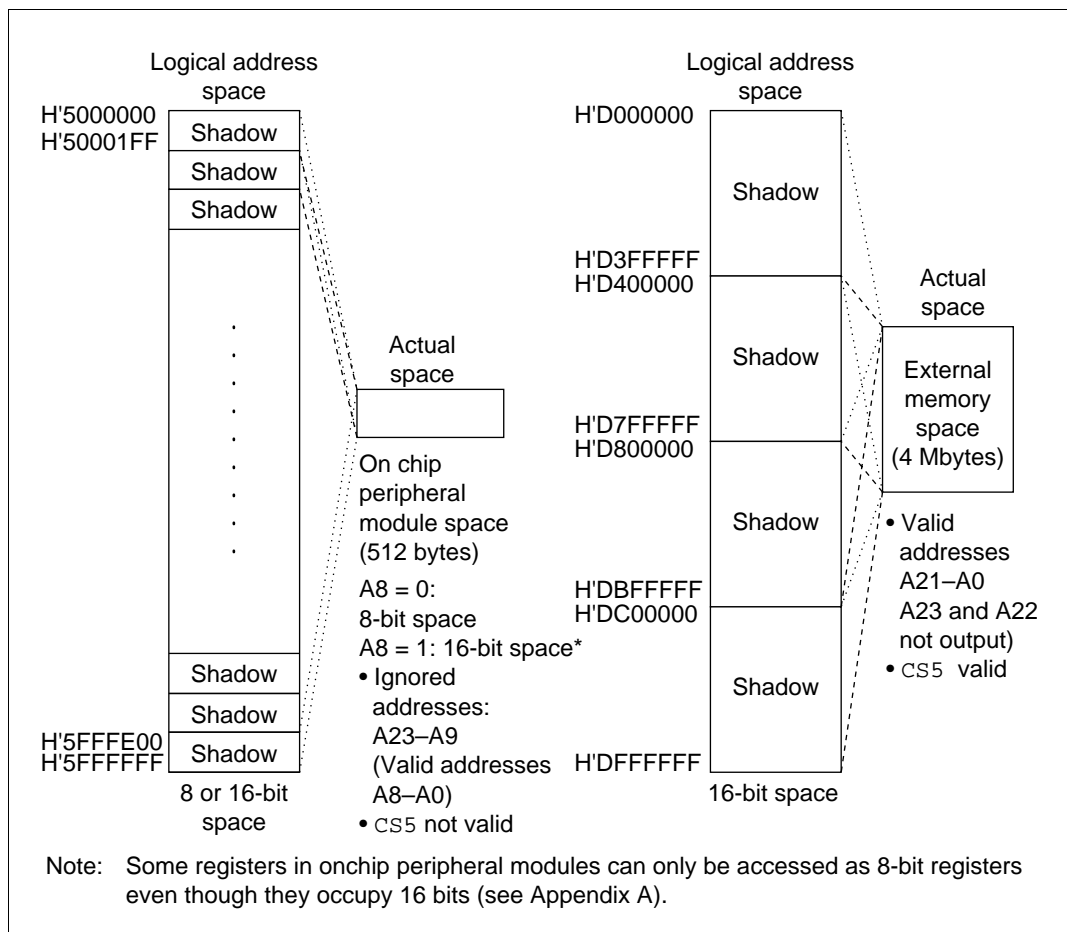 Logical address
space
H'5000000
H'50001FF
Shadow
Shadow
Shadow
Shadow
Shadow
H'5FFFE00
H'5FFFFFF
Shadow
8 or 16-bit
space
Actual
space
On chip
peripheral
module space
(512 bytes)
A8 = 0:
8-bit space
A8 = 1: 16-bit space*
• Ignored
addresses:
A23–A9
(Valid addresses
A8–A0)
• CS5 not valid
Logical address
space
H'D000000
Shadow
H'D3FFFFF
H'D400000
Shadow
H'D7FFFFF
H'D800000
Shadow
H'DBFFFFF
H'DC00000
Shadow
H'DFFFFFF
16-bit space
Actual
space
External
memory
space
(4 Mbytes)
• Valid
addresses
A21–A0
A23 and A22
not output)
• CS5 valid
Note: Some registers in onchip peripheral modules can only be accessed as 8-bit registers
even though they occupy 16 bits (see Appendix A).